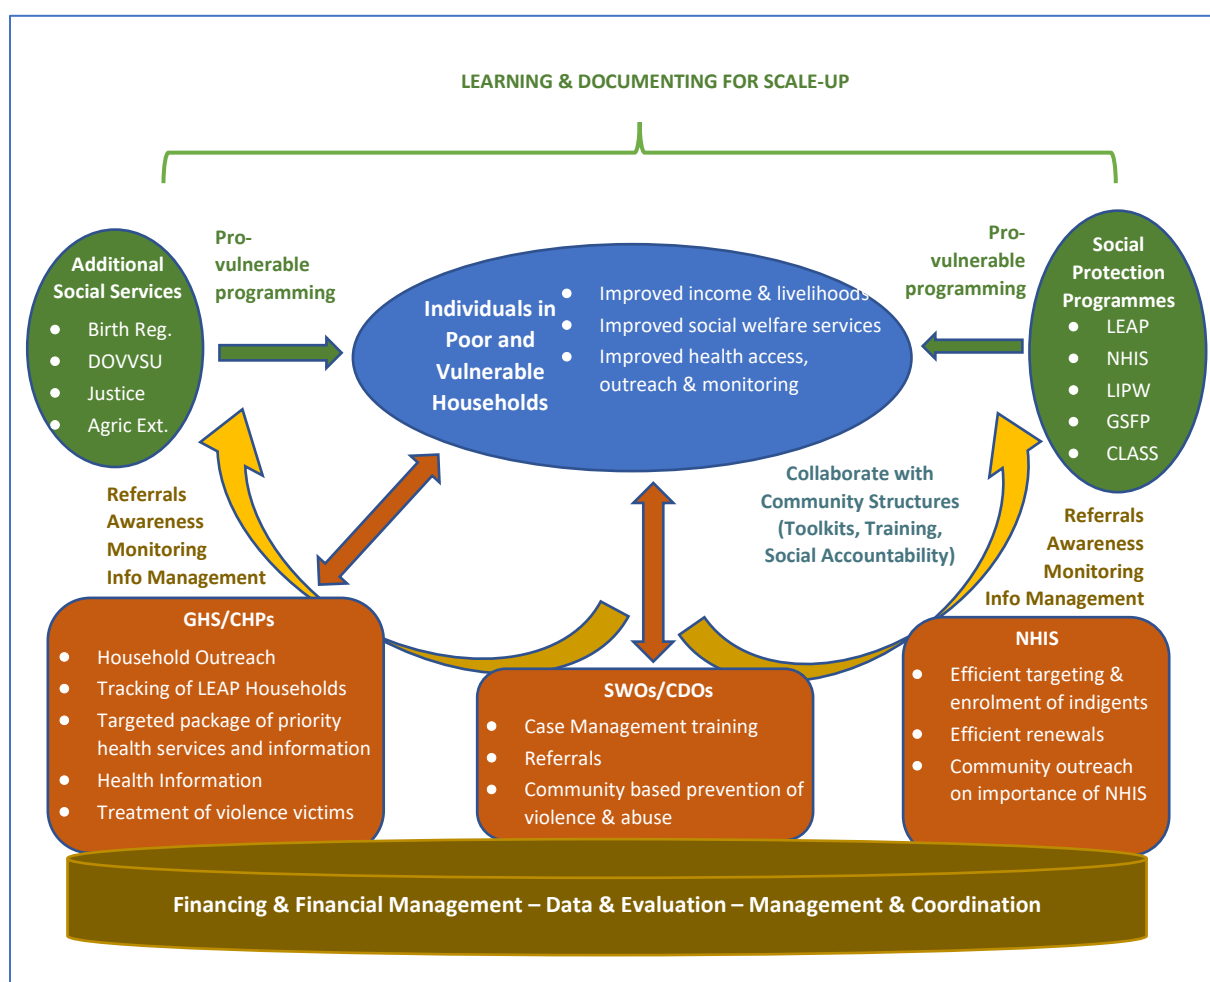 LEARNING & DOCUMENTING FOR SCALE-UP
Additional
Social Services
Birth Reg.
DOVVSU
Justice
Agric Ext.
Pro-
vulnerable
programming
Individuals in
Poor and
Vulnerable
Households
Improved income & livelihoods
Improved social welfare services
Improved health access,
outreach & monitoring
Pro-
vulnerable
programming
Social
Protection
Programmes
LEAP
NHIS
LIPW
GSFP
CLASS
Referrals
Awareness
Monitoring
Info Management
Collaborate with
Community Structures
(Toolkits, Training,
Social Accountability)
Referrals
Awareness
Monitoring
Info Management
GHS/CHPs
Household Outreach
Tracking of LEAP Households
Targeted package of priority
health services and information
Health Information
Treatment of violence victims
SWOs/CDOs
Case Management training
Referrals
Community based prevention of
violence & abuse
NHIS
Efficient targeting &
enrolment of indigents
Efficient renewals
Community outreach
on importance of NHIS
Financing & Financial Management – Data & Evaluation – Management & Coordination